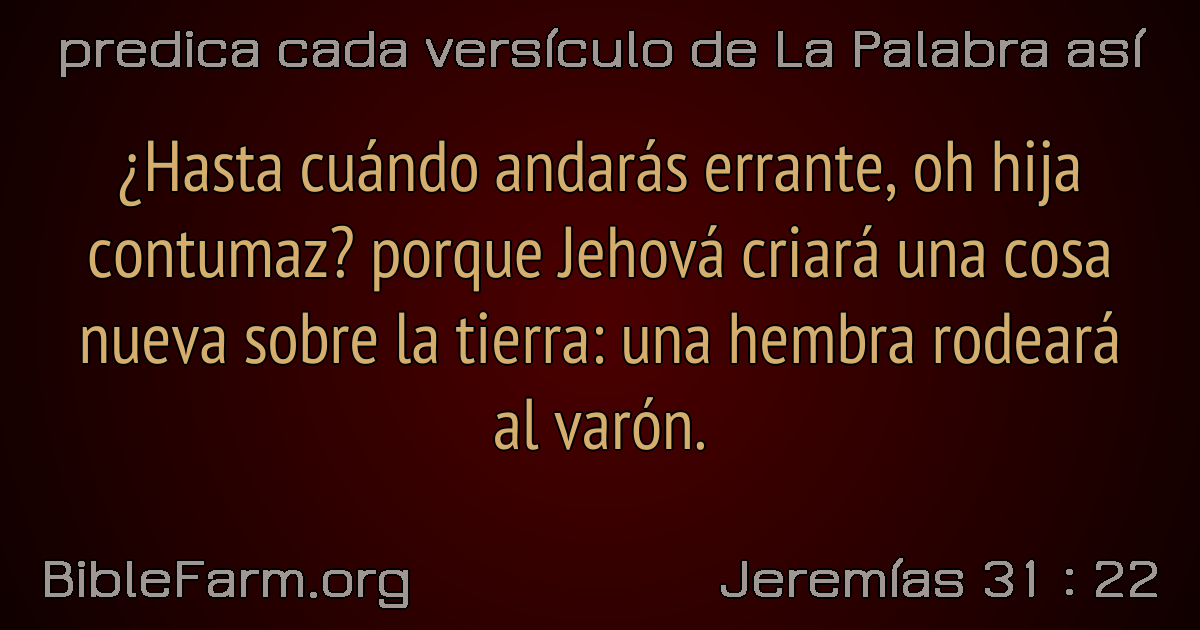 predica cada versículo de La Palabra así
¿Hasta cuándo andarás errante, oh hija
contumaz? porque Jehová criará una cosa
nueva sobre la tierra: una hembra rodeará
al varón.
BibleFarm.org
Jeremías 31 : 22